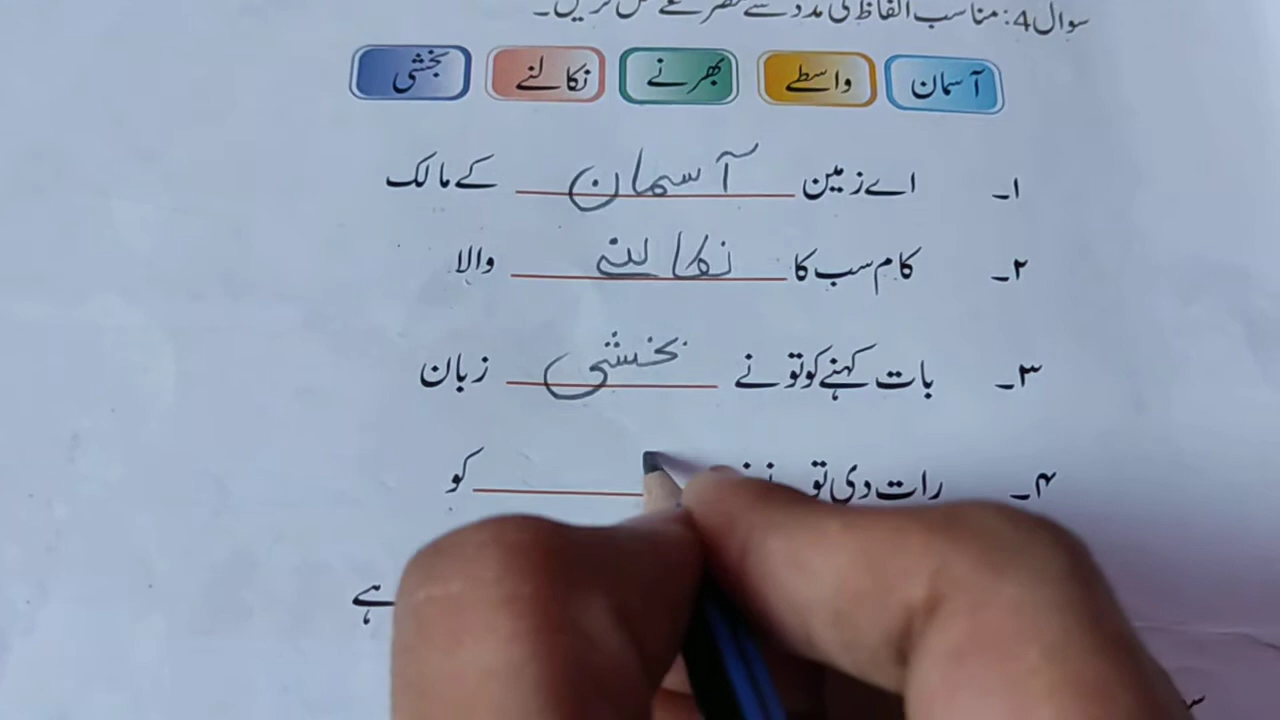 سوال 4: مناسب الفاظ کی مدد سے مصرعے مکمل کریں۔
آسمان واسطے بھرنے نکالنے بخشی
۱۔ اے زمین آسمان کے مالک
۲۔ کام سب کا نکالنے والا
۳۔ بات کہنے کو تو نے بخشی زبان
۴۔ رات دی تو کو
ہے